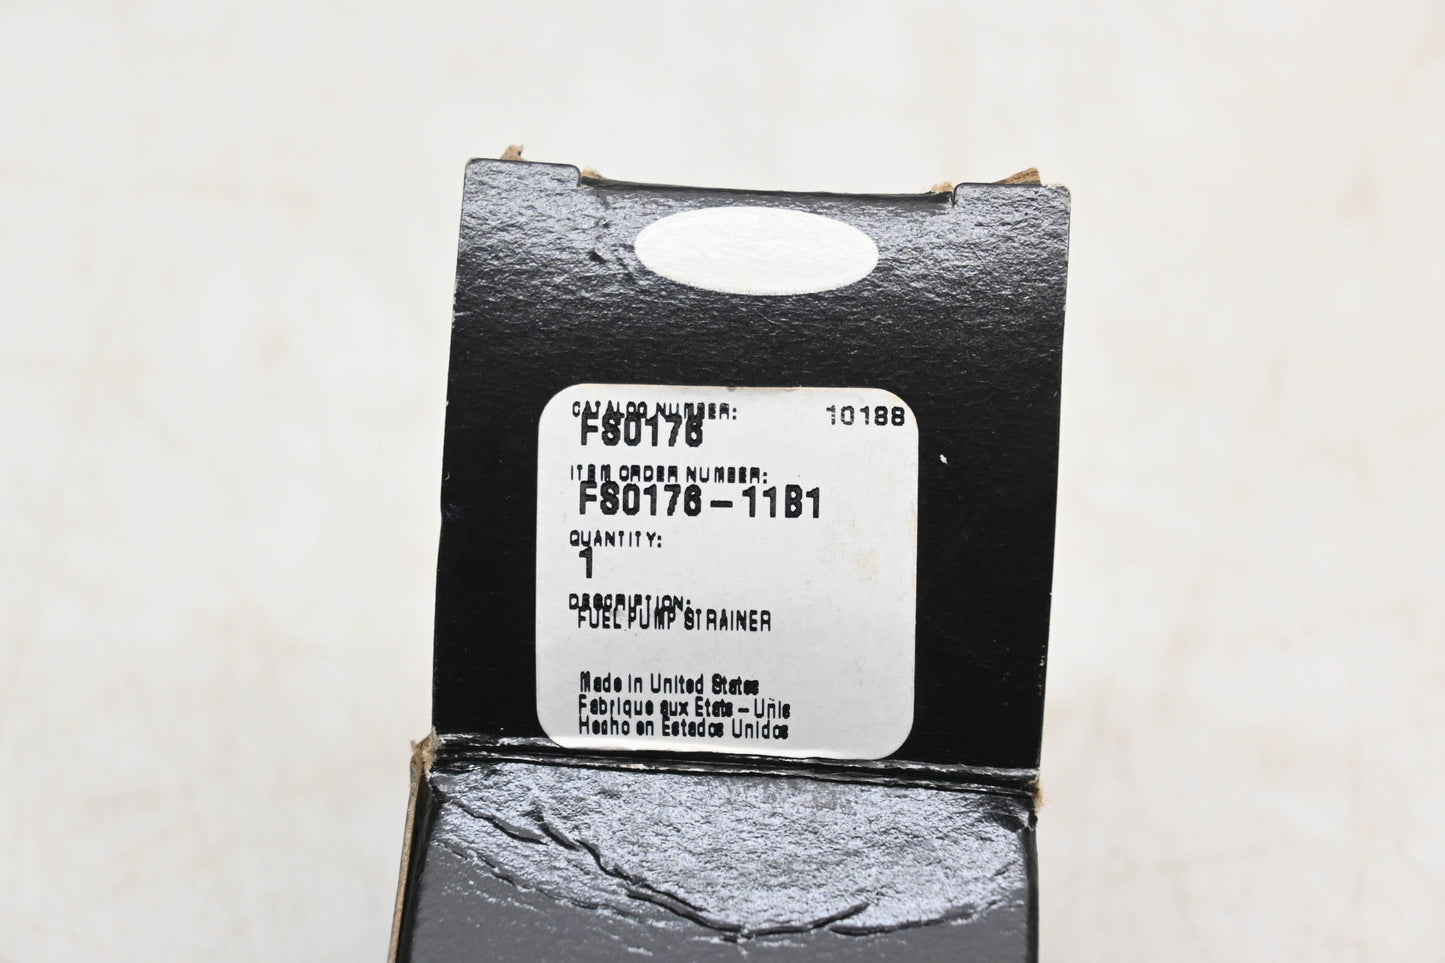 CATALOG NUMBER: 10188
FS0176
ITEM ORDER NUMBER:
FS0176-11B1
QUANTITY:
1
DESCRIPTION:
FUEL PUMP STRAINER
Made in United States
Fabrique aux Etats-Unis
Hecho en Estados Unidos